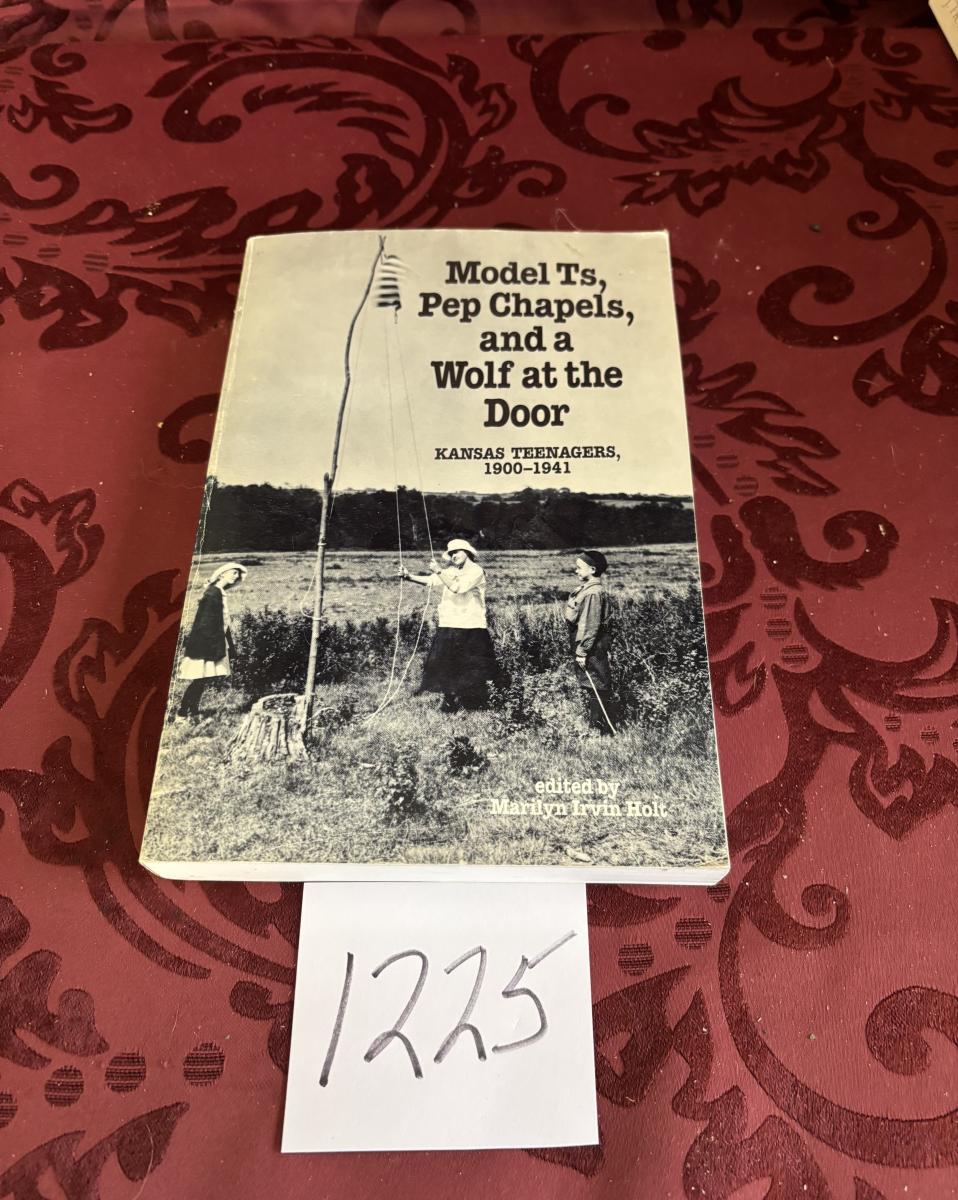 Model Ts,
Pep Chapels,
and a
Wolf at the
Door
KANSAS TEENAGERS,
1900–1941
edited by
Marilyn Irvin Holt
1225